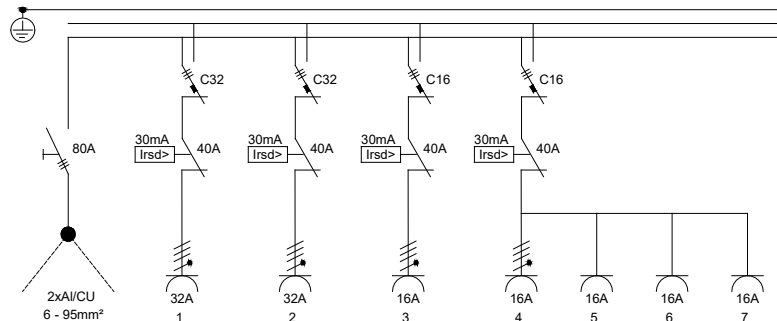 C32 C32 C16 C16
30mA 30mA 30mA 30mA
80A Irsd> 40A Irsd> 40A Irsd> 40A Irsd> 40A
2xAl/CU 32A 32A 16A 16A 16A 16A 16A
6 - 95mm² 1 2 3 4 5 6 7